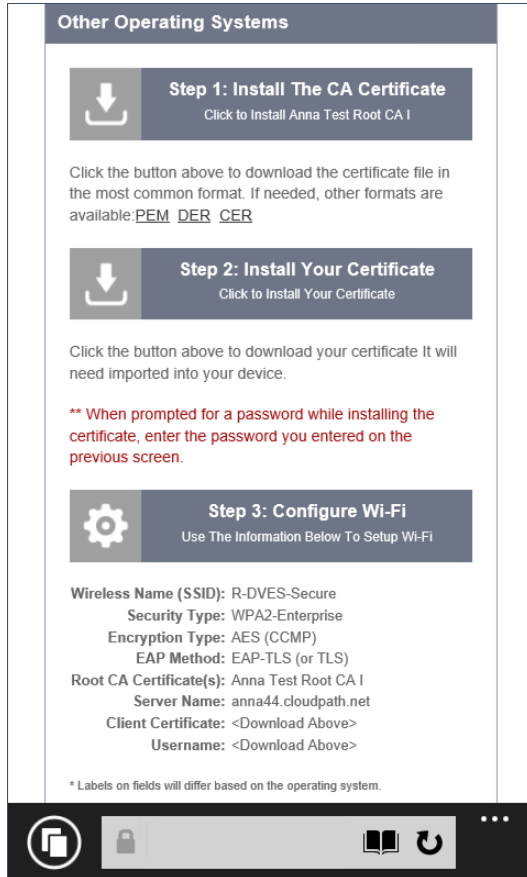 Other Operating Systems
Step 1: Install The CA Certificate
Click to Install Anna Test Root CA I
Click the button above to download the certificate file in
the most common format. If needed, other formats are
available:PEM DER CER
Step 2: Install Your Certificate
Click to Install Your Certificate
Click the button above to download your certificate It will
need imported into your device.
** When prompted for a password while installing the
certificate, enter the password you entered on the
previous screen.
Step 3: Configure Wi-Fi
Use The Information Below To Setup Wi-Fi
Wireless Name (SSID): R-DVES-Secure
Security Type: WPA2-Enterprise
Encryption Type: AES (CCMP)
EAP Method: EAP-TLS (or TLS)
Root CA Certificate(s): Anna Test Root CA I
Server Name: anna44.cloudpath.net
Client Certificate: <Download Above>
Username: <Download Above>
* Labels on fields will differ based on the operating system.